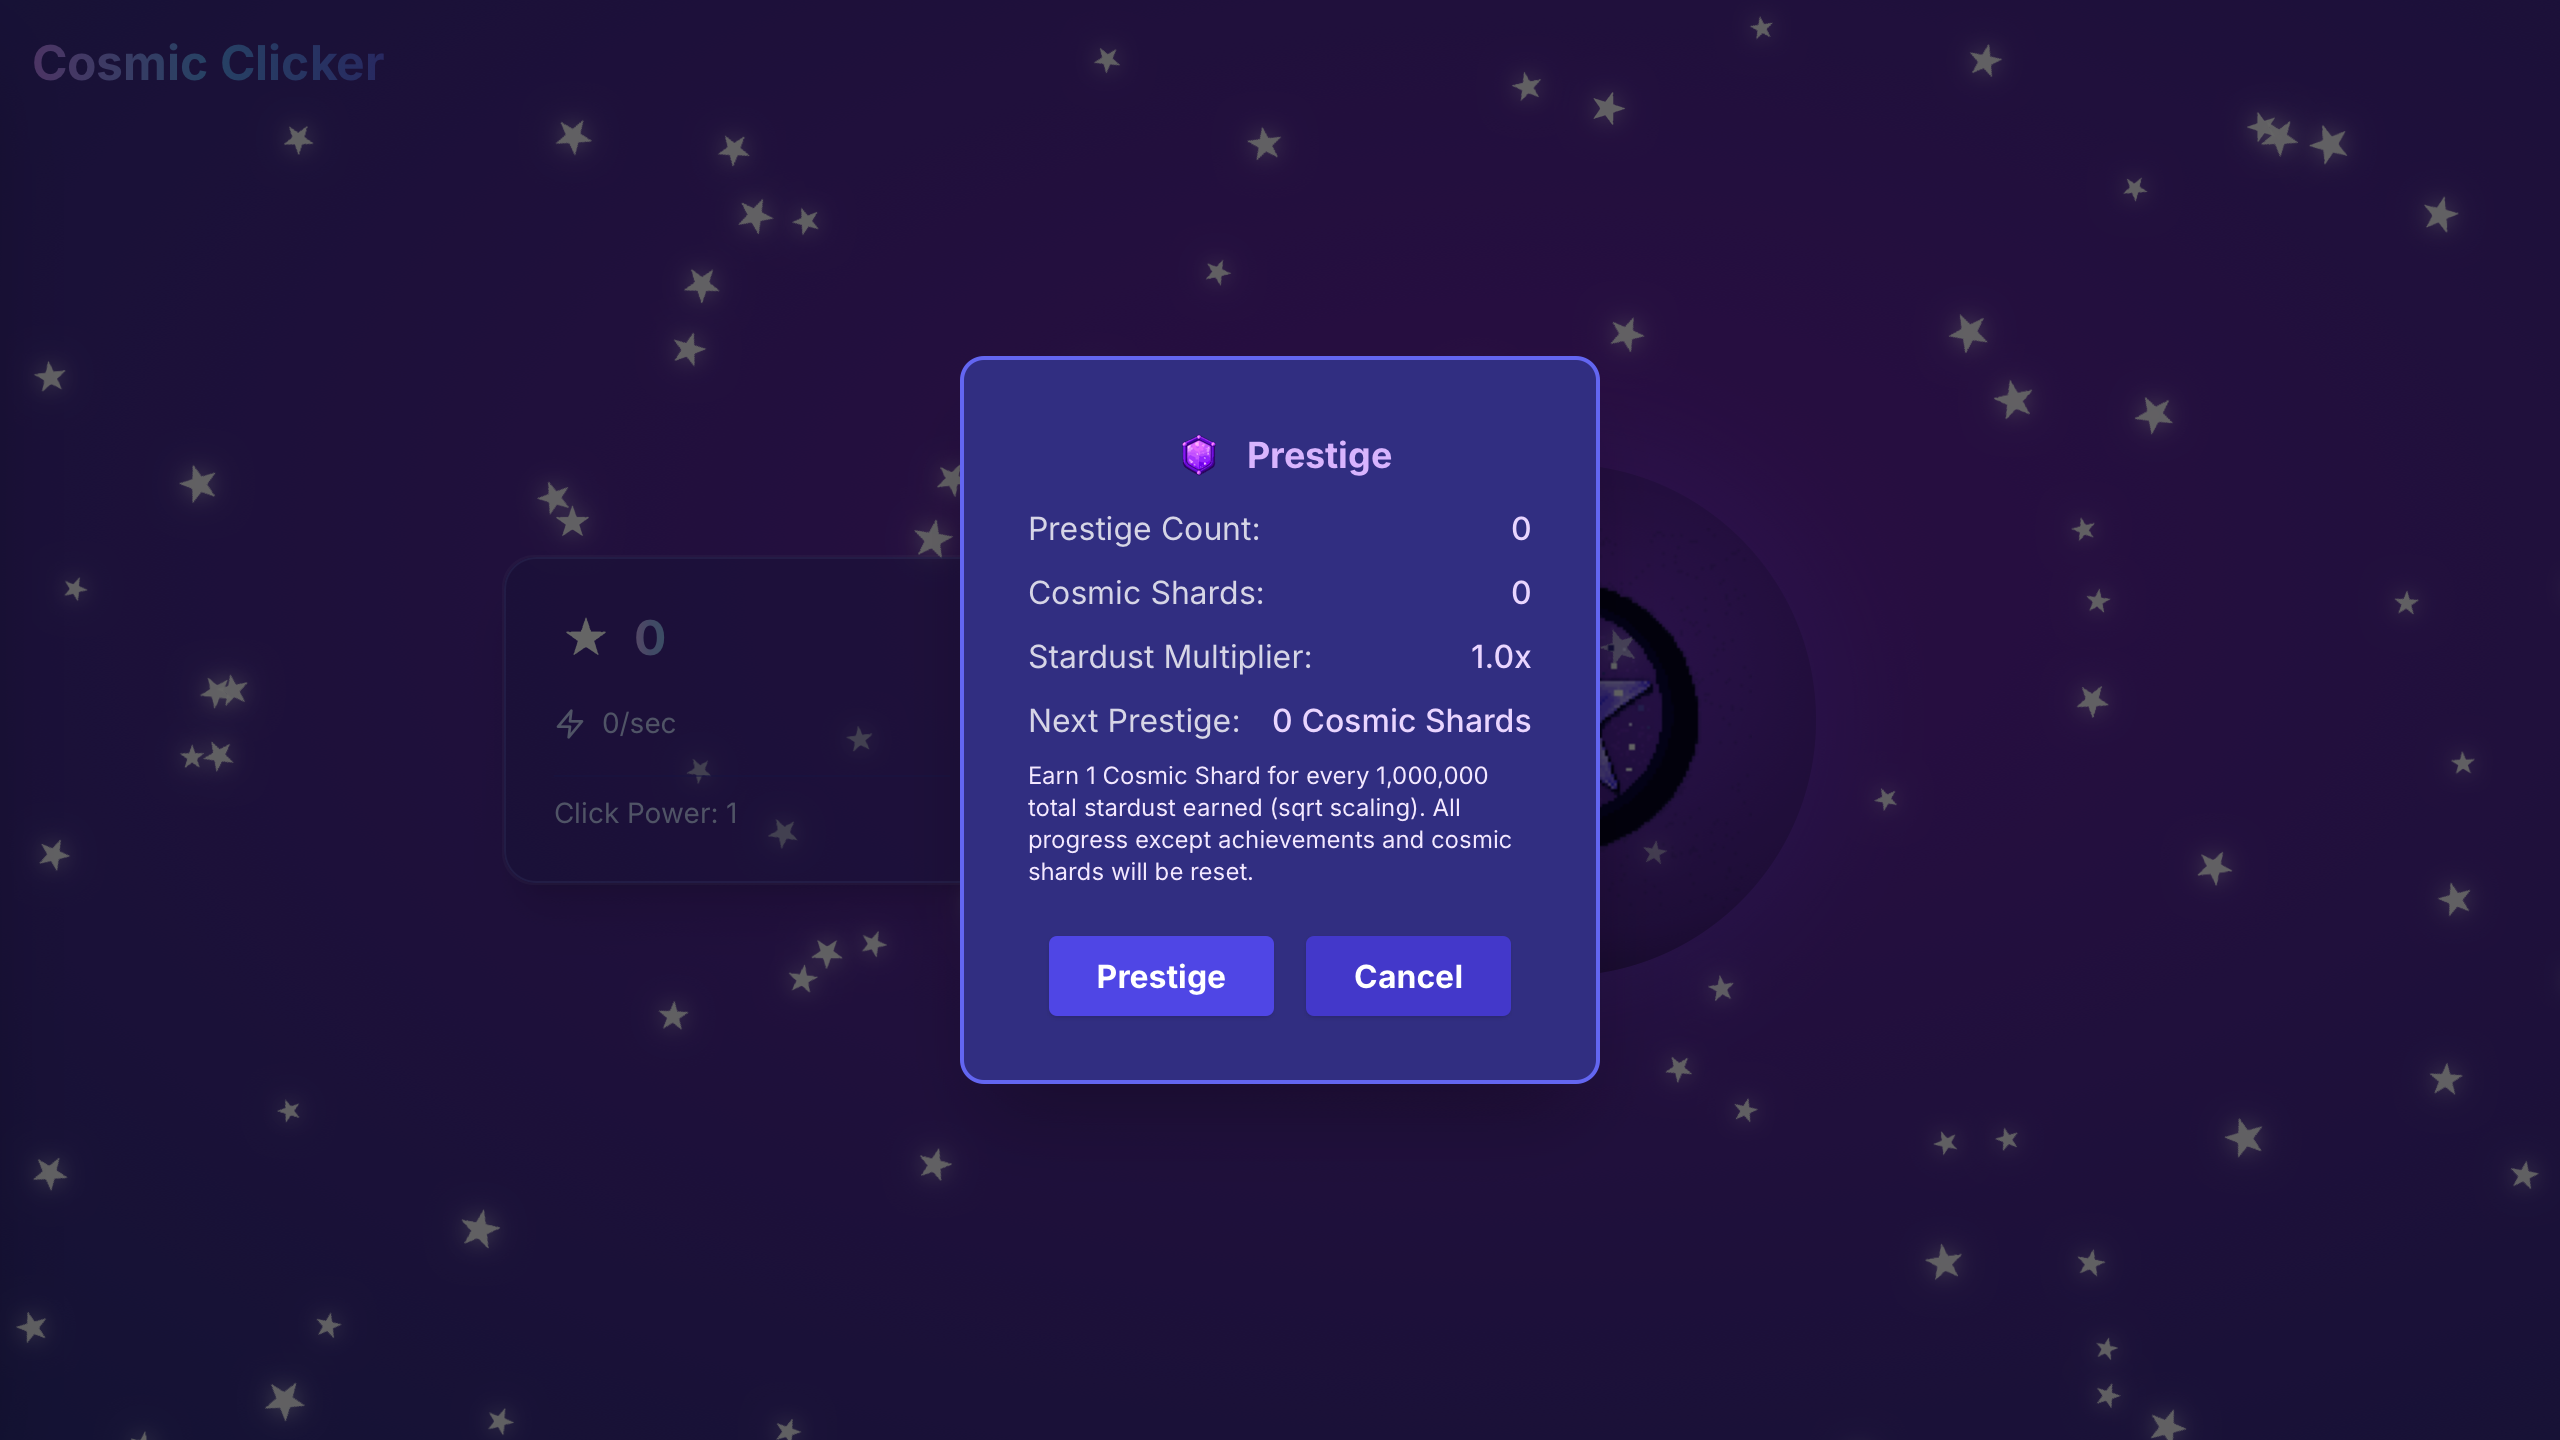 Cosmic Clicker
0
0/sec
Click Power: 1
Prestige
Prestige Count: 0
Cosmic Shards: 0
Stardust Multiplier: 1.0x
Next Prestige: 0 Cosmic Shards
Earn 1 Cosmic Shard for every 1,000,000
total stardust earned (sqrt scaling). All
progress except achievements and cosmic
shards will be reset.
Prestige Cancel